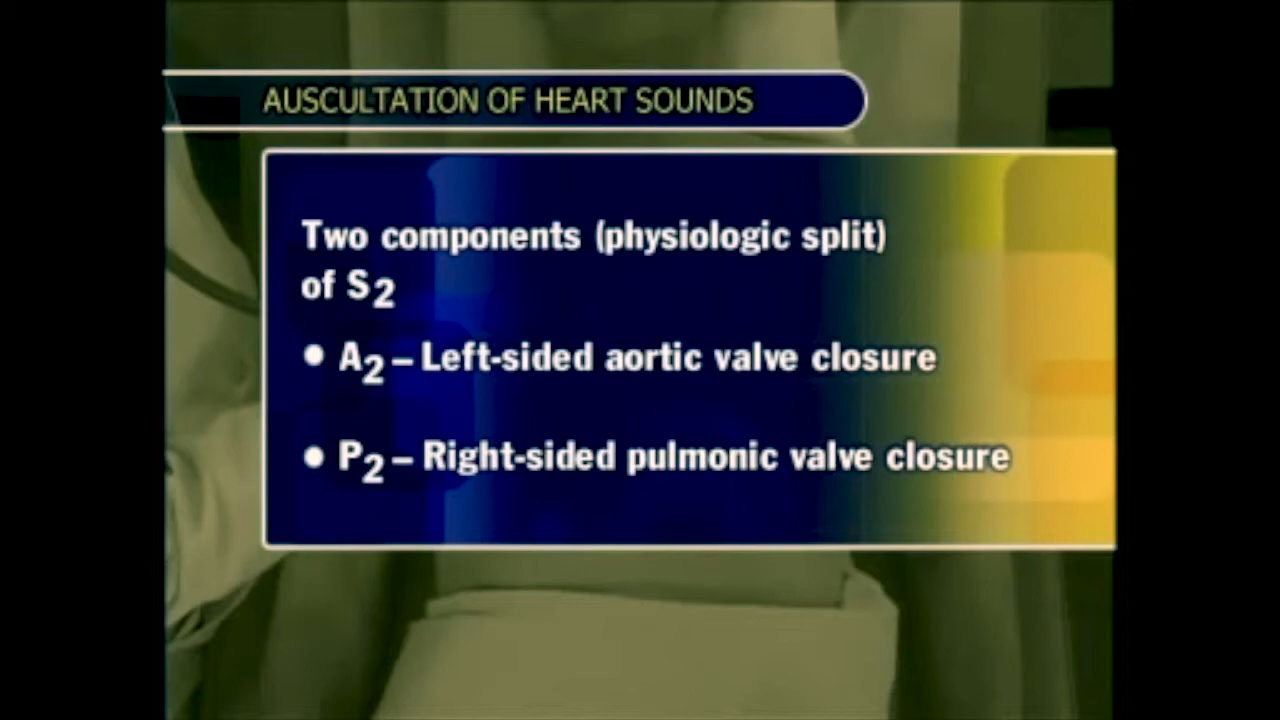 AUSCULTATION OF HEART SOUNDS
Two components (physiologic split)
of S2
• A2 – Left-sided aortic valve closure
• P2 – Right-sided pulmonic valve closure